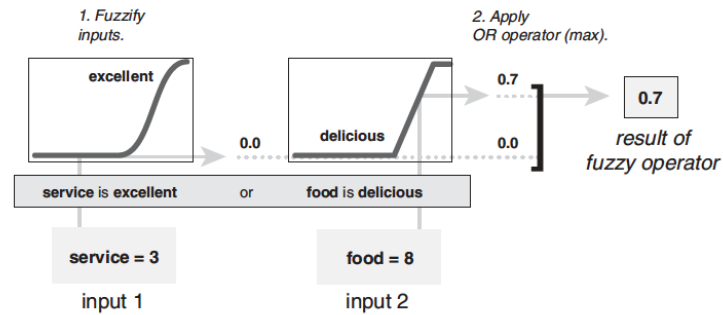 1. Fuzzify
inputs.
2. Apply
OR operator (max).
excellent
0.0
delicious
0.7
0.0
0.7
result of
fuzzy operator
service is excellent or food is delicious
service = 3
food = 8
input 1
input 2